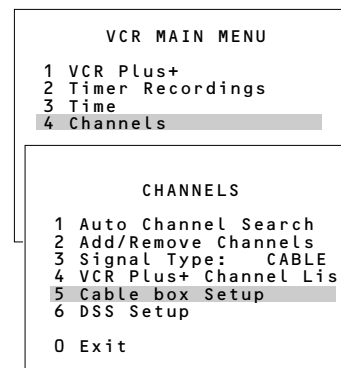 VCR MAIN MENU
1 VCR Plus+
2 Timer Recordings
3 Time
4 Channels
CHANNELS
1 Auto Channel Search
2 Add/Remove Channels
3 Signal Type: CABLE
4 VCR Plus+ Channel Lis
5 Cable box Setup
6 DSS Setup
0 Exit